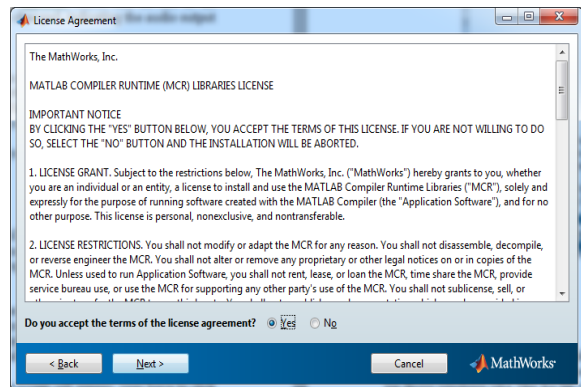 License Agreement
the audio output
The MathWorks, Inc.
MATLAB COMPILER RUNTIME (MCR) LIBRARIES LICENSE
IMPORTANT NOTICE
BY CLICKING THE "YES" BUTTON BELOW, YOU ACCEPT THE TERMS OF THIS LICENSE. IF YOU ARE NOT WILLING TO DO
SO, SELECT THE "NO" BUTTON AND THE INSTALLATION WILL BE ABORTED.
1. LICENSE GRANT. Subject to the restrictions below, The MathWorks, Inc. ("MathWorks") hereby grants to you, whether
you are an individual or an entity, a license to install and use the MATLAB Compiler Runtime Libraries ("MCR"), solely and
expressly for the purpose of running software created with the MATLAB Compiler (the "Application Software"), and for no
other purpose. This license is personal, nonexclusive, and nontransferable.
2. LICENSE RESTRICTIONS. You shall not modify or adapt the MCR for any reason. You shall not disassemble, decompile,
or reverse engineer the MCR. You shall not alter or remove any proprietary or other legal notices on or in copies of the
MCR. Unless used to run Application Software, you shall not rent, lease, or loan the MCR, time share the MCR, provide
service bureau use, or use the MCR for supporting any other party's use of the MCR. You shall not sublicense, sell, or
Do you accept the terms of the license agreement? Yes No
< Back Next > Cancel MathWorks